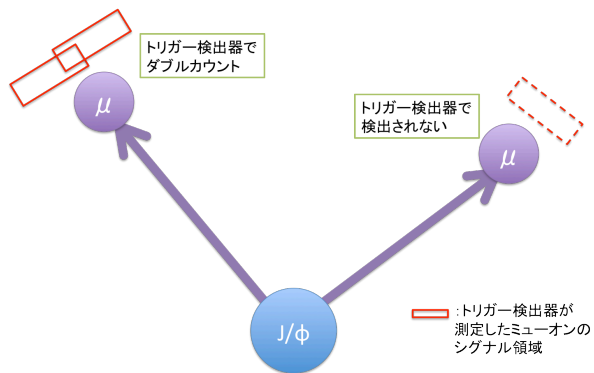 トリガー検出器で
ダブルカウント
μ
トリガー検出器で
検出されない
μ
J/φ
:トリガー検出器が
測定したミューオンの
シグナル領域